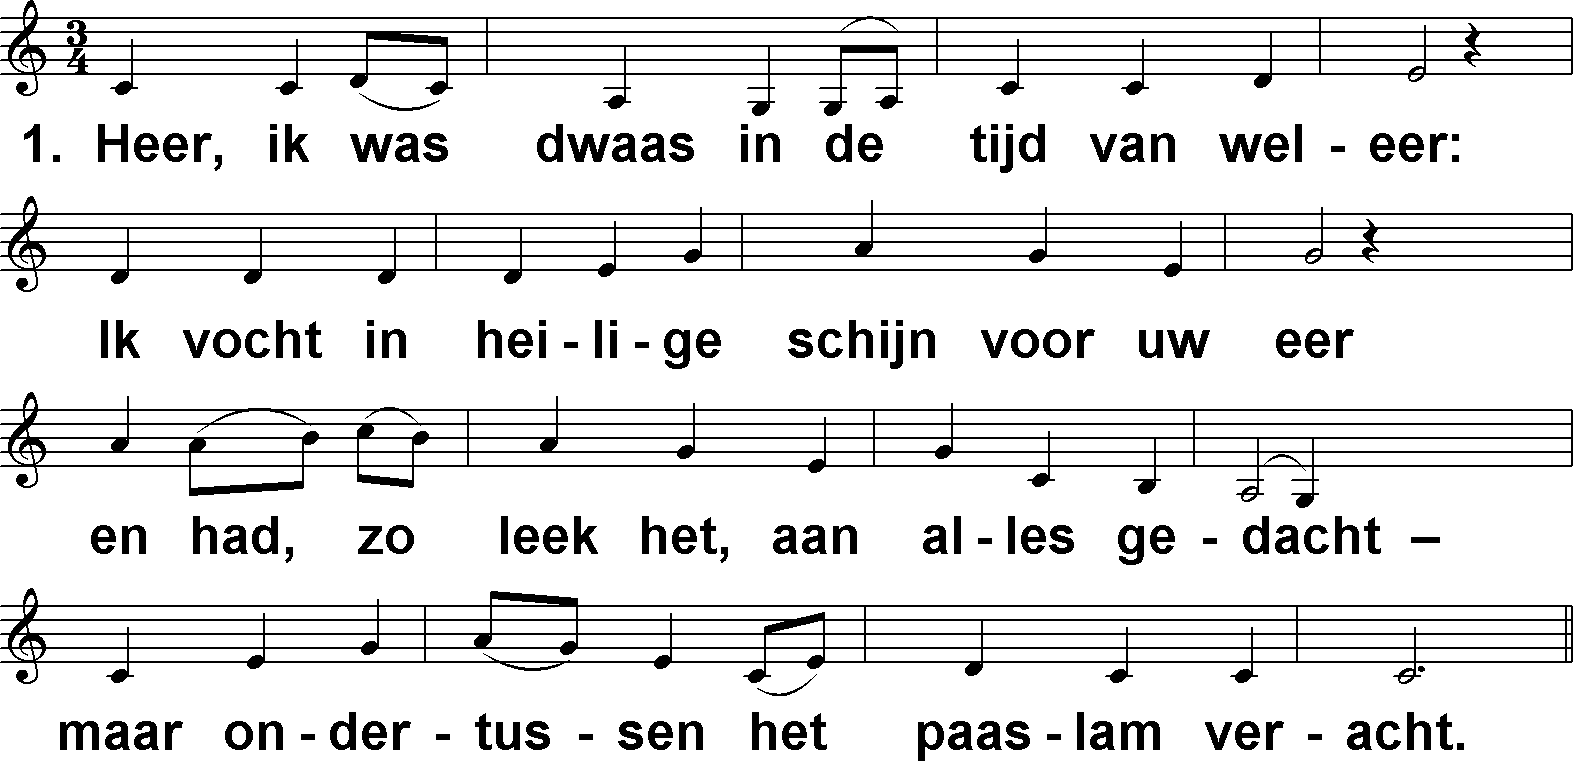 1. Heer, ik was dwaas in de tijd van wel - eer:
Ik vocht in hei - li - ge schijn voor uw eer
en had, zo leek het, aan al - les ge - dacht –
maar on - der - tus - sen het paas - lam ver - acht.